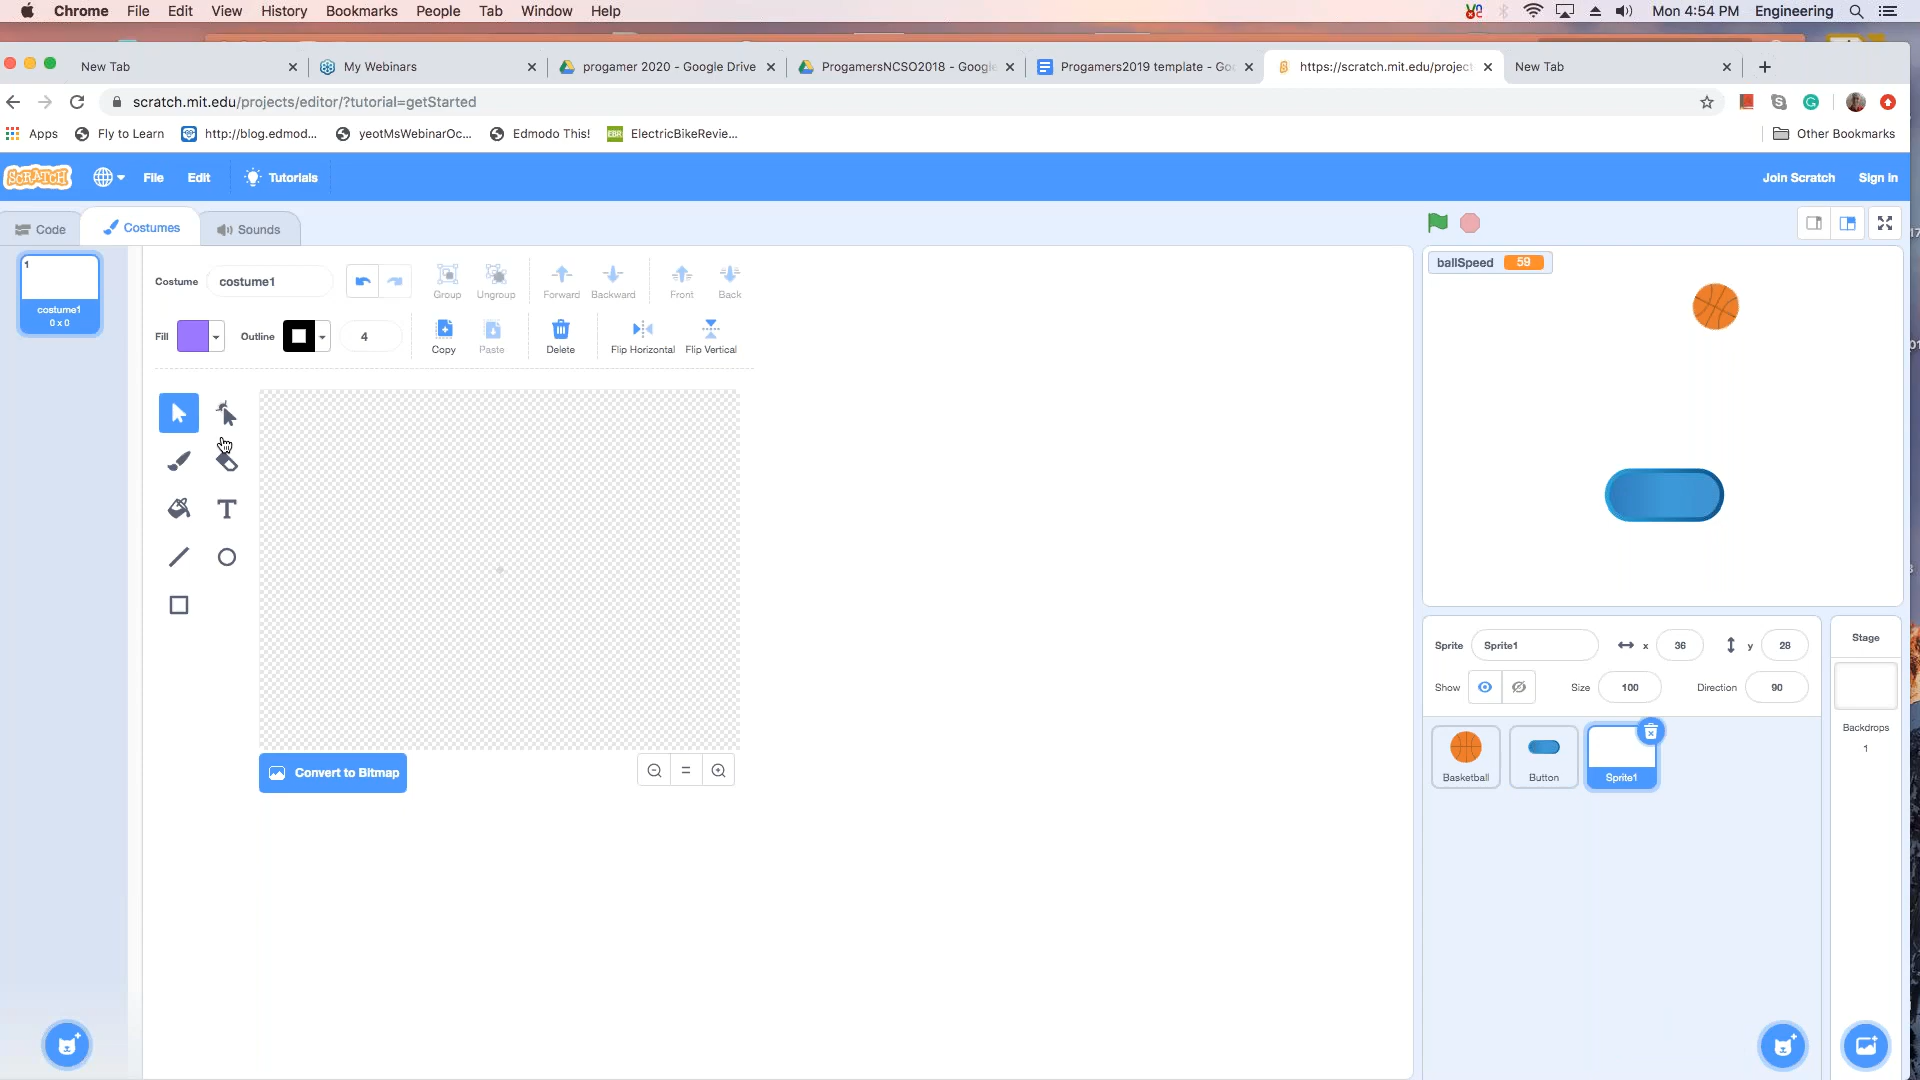 Chrome File Edit View History Bookmarks People Tab Window Help Mon 4:54 PM Engineering
New Tab My Webinars progamer 2020 - Google Drive ProgamersNCSO2018 - Google Progamers2019 template - Go https://scratch.mit.edu/project New Tab
scratch.mit.edu/projects/editor/?tutorial=getStarted
Apps Fly to Learn http://blog.edmod... yeotMsWebinarOc... Edmodo This! EBR ElectricBikeRevie... Other Bookmarks
SCRATCH File Edit Tutorials Join Scratch Sign in
Code Costumes Sounds
1
costume1
0 x 0
Costume costume1 Group Ungroup Forward Backward Front Back
Fill Outline 4 Copy Paste Delete Flip Horizontal Flip Vertical
T
Convert to Bitmap
ballSpeed 59
Sprite Sprite1 x 36 y 28
Show Size 100 Direction 90
Basketball Button Sprite1
Stage
Backdrops
1